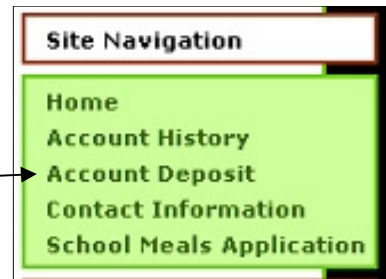 Site Navigation
Home
Account History
Account Deposit
Contact Information
School Meals Application